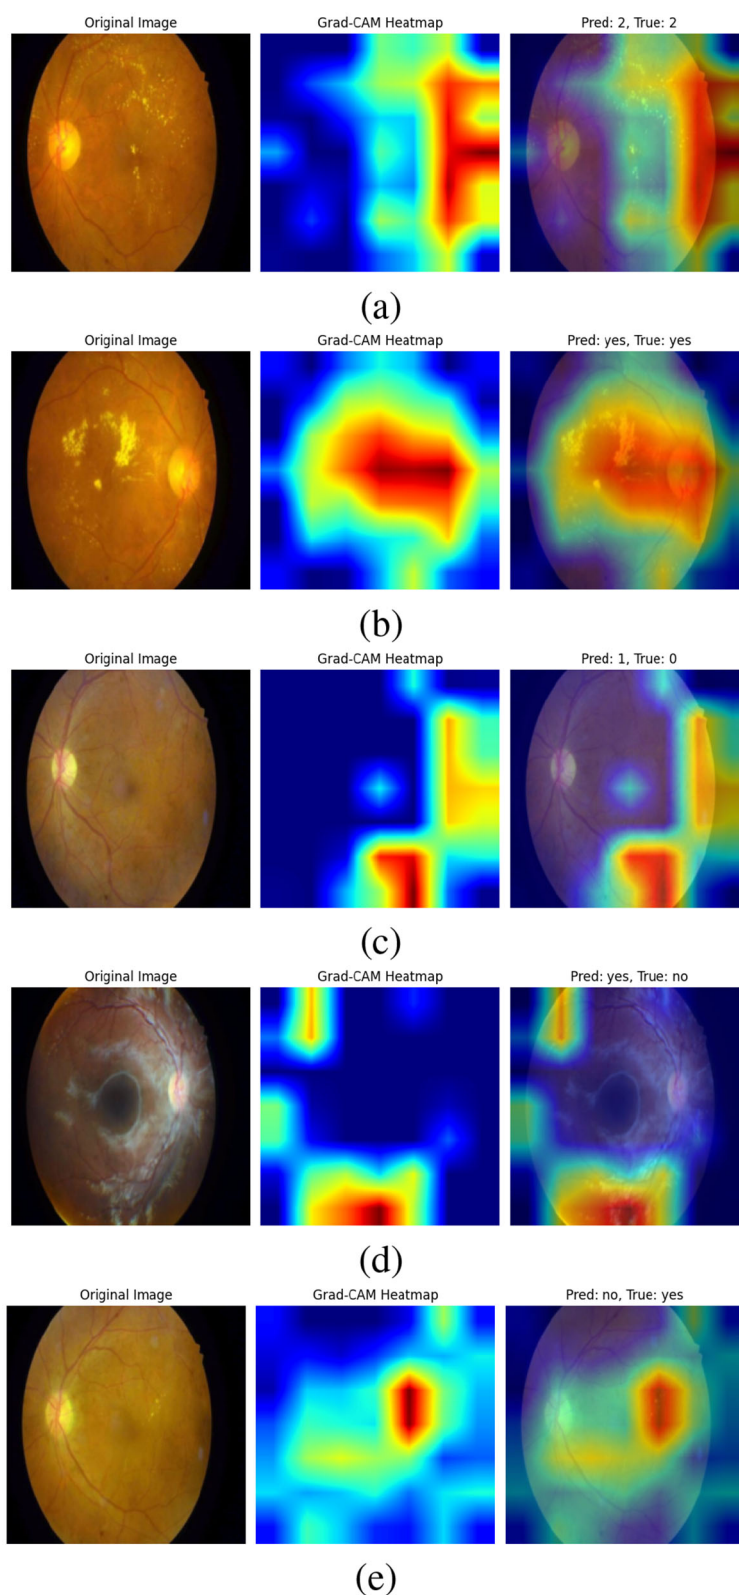 Original Image Grad-CAM Heatmap Pred: 2, True: 2
(a)
Original Image Grad-CAM Heatmap Pred: yes, True: yes
(b)
Original Image Grad-CAM Heatmap Pred: 1, True: 0
(c)
Original Image Grad-CAM Heatmap Pred: yes, True: no
(d)
Original Image Grad-CAM Heatmap Pred: no, True: yes
(e)